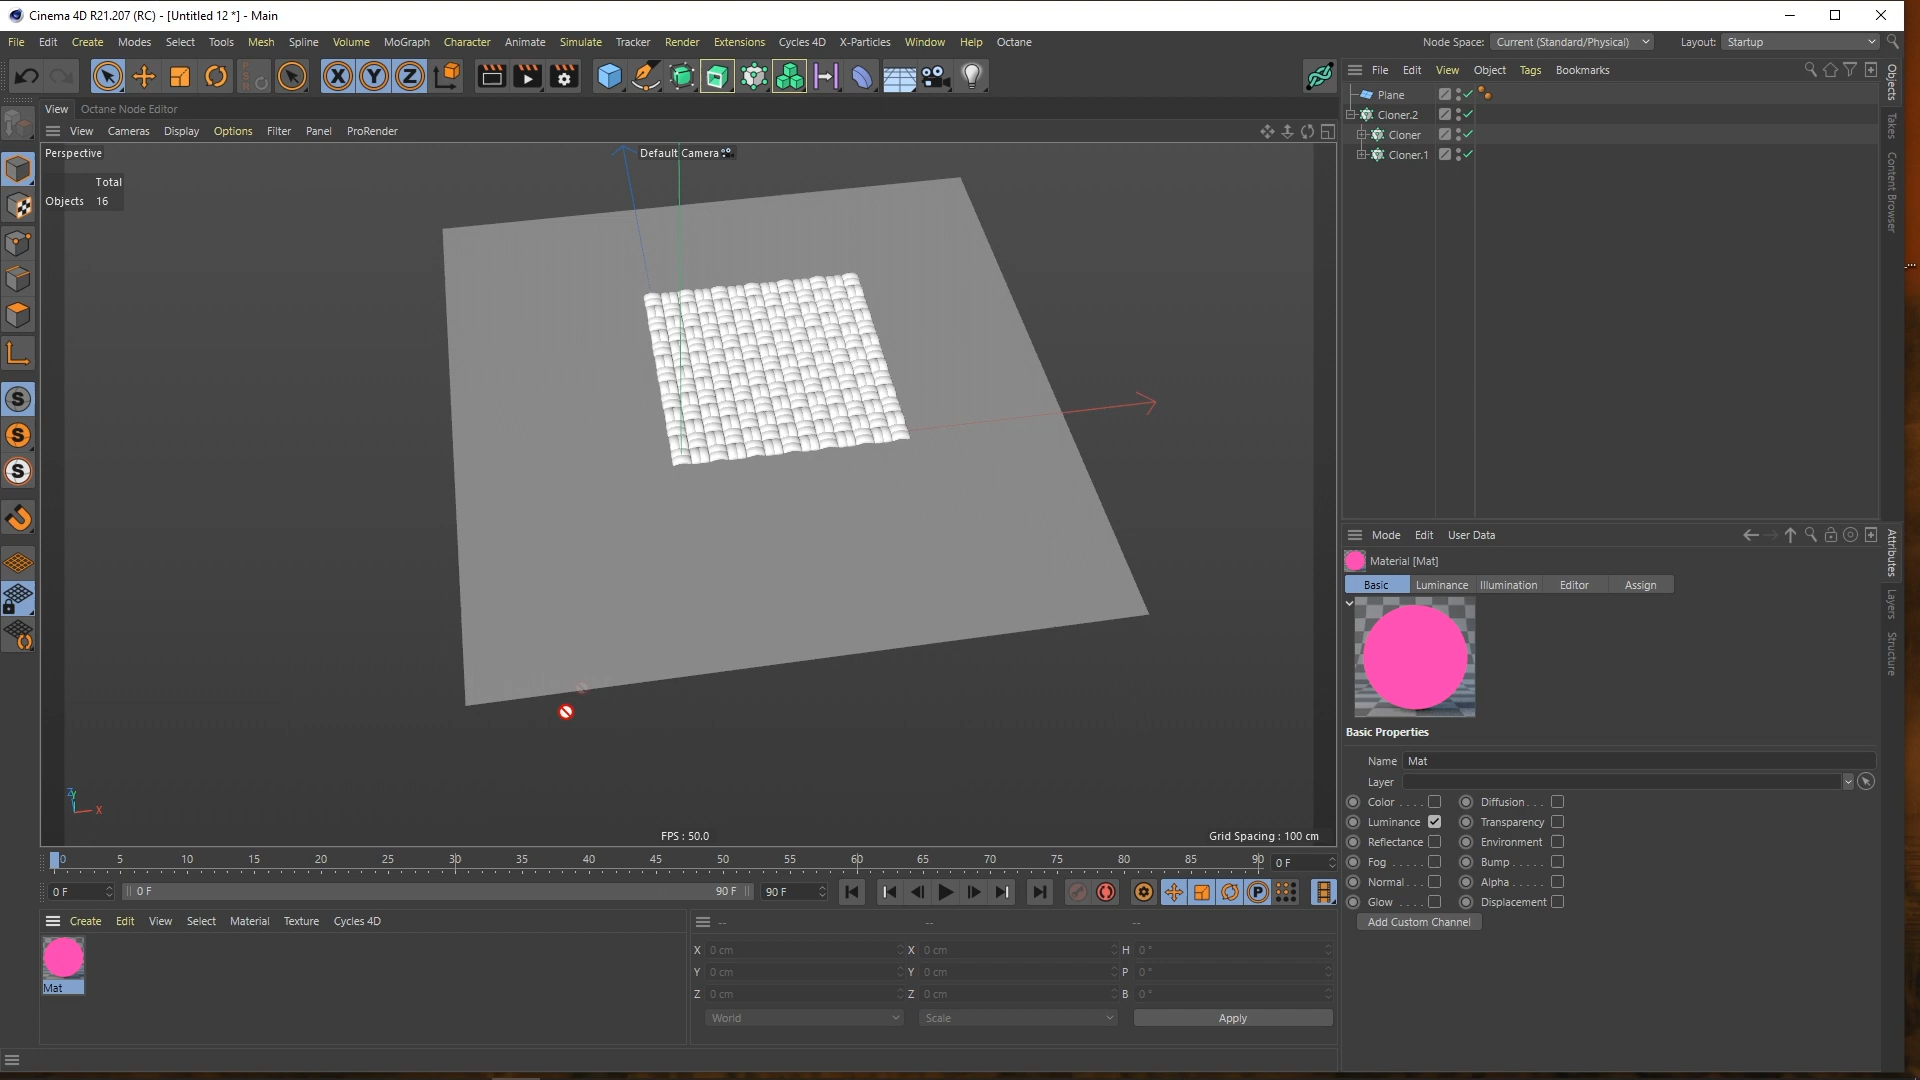 Cinema 4D R21.207 (RC) - [Untitled 12 *] - Main
File Edit Create Modes Select Tools Mesh Spline Volume MoGraph Character Animate Simulate Tracker Render Extensions Cycles 4D X-Particles Window Help Octane
Node Space: Current (Standard/Physical) Layout: Startup
X Y Z
File Edit View Object Tags Bookmarks
View Octane Node Editor
View Cameras Display Options Filter Panel ProRender
Perspective
Default Camera
Total
Objects 16
Plane
Cloner.2
Cloner
Cloner.1
Objects
Takes
Content Browser
S
S
S
Y
X
FPS : 50.0
Grid Spacing : 100 cm
0 5 10 15 20 25 30 35 40 45 50 55 60 65 70 75 80 85 90
0 F
0 F
0 F
90 F
90 F
P
Create Edit View Select Material Texture Cycles 4D
Mat
-- -- --
X 0 cm X 0 cm H 0 °
Y 0 cm Y 0 cm P 0 °
Z 0 cm Z 0 cm B 0 °
World Scale Apply
Mode Edit User Data
Attributes
Layers
Structure
Material [Mat]
Basic Luminance Illumination Editor Assign
Basic Properties
Name Mat
Layer
Color . . . . Diffusion . . .
Luminance Transparency
Reflectance Environment
Fog . . . . . Bump . . . . .
Normal . . . Alpha . . . . .
Glow . . . . Displacement
Add Custom Channel